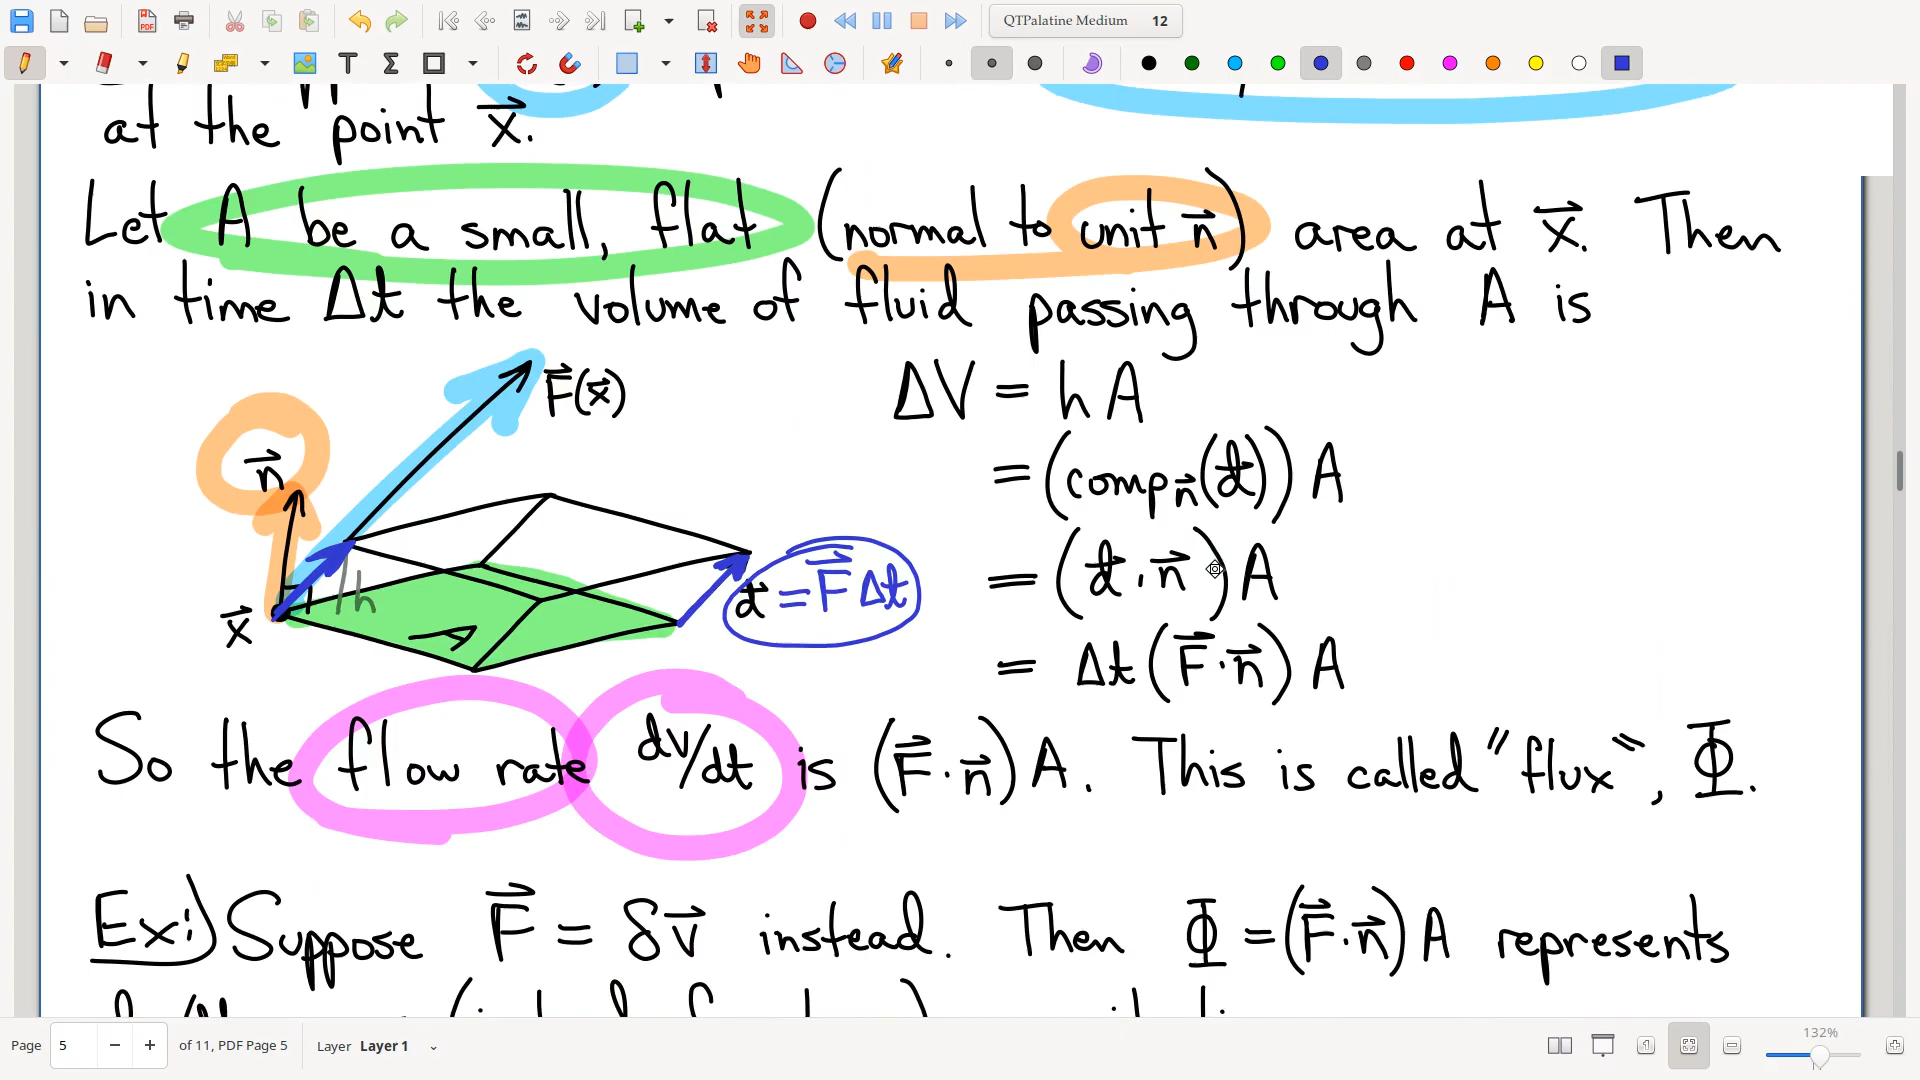 QTPalatine Medium 12
at the point x⃗.
Let A be a small, flat (normal to unit n⃗) area at x⃗. Then
in time Δt the volume of fluid passing through A is
F⃗(x⃗)
n⃗
h
x⃗
A
d⃗ = F⃗ Δt
ΔV = hA
= (comp_n⃗(d⃗)) A
= (d⃗ · n⃗) A
= Δt (F⃗ · n⃗) A
So the flow rate dV/dt is (F⃗ · n⃗) A. This is called "flux", Φ.
Ex:) Suppose F⃗ = δv⃗ instead. Then Φ = (F⃗ · n⃗) A represents
Page 5 of 11, PDF Page 5 Layer Layer 1 132%